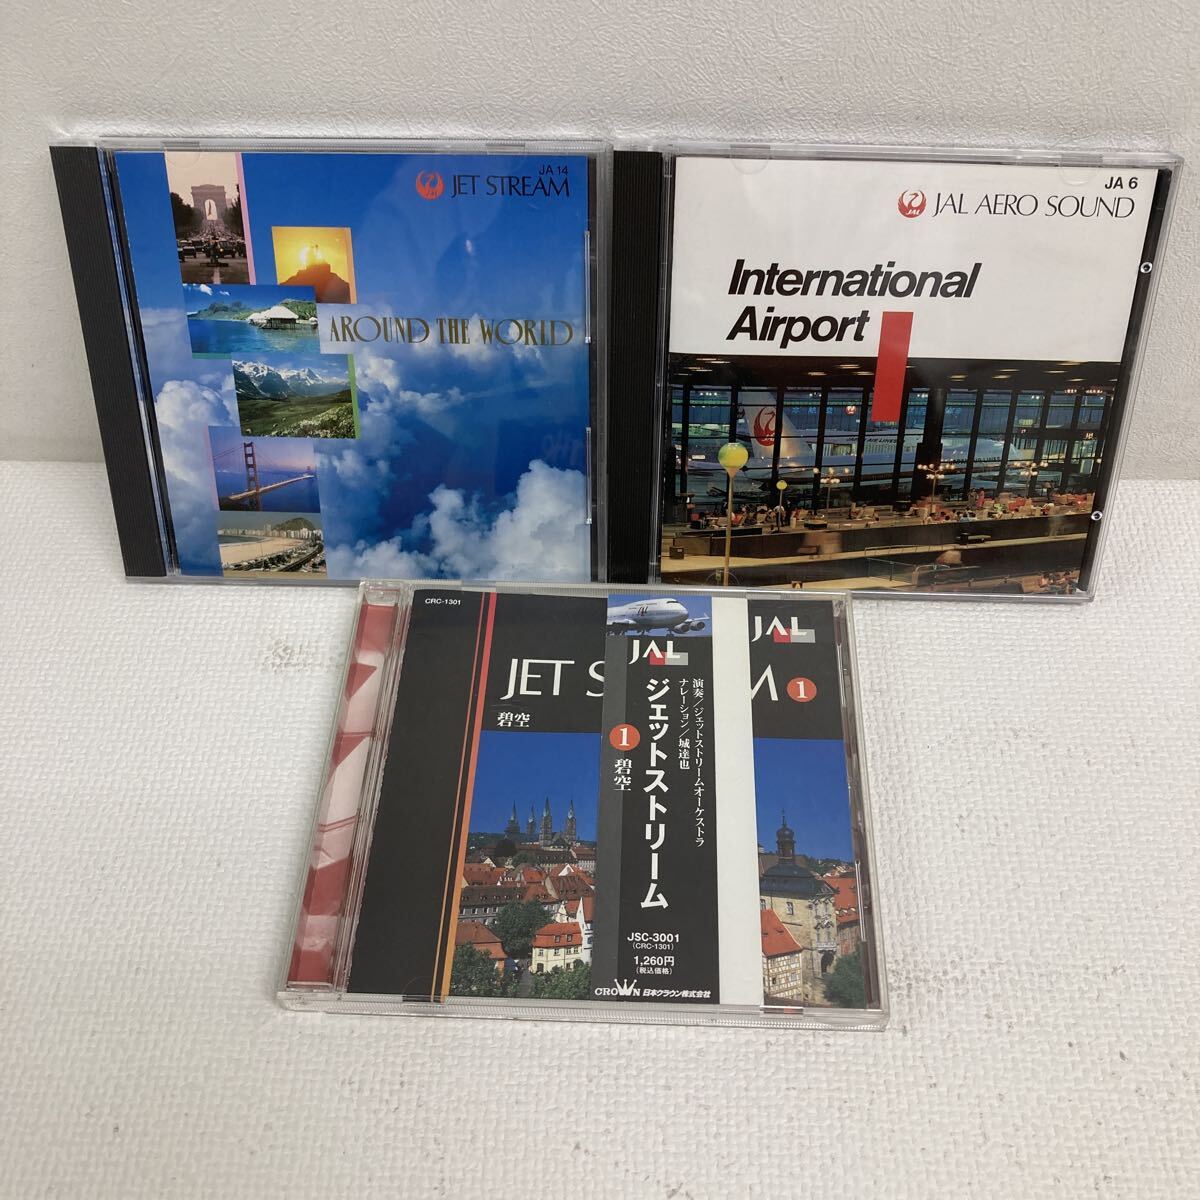 JA 14
JET STREAM
AROUND THE WORLD
JA 6
JAL
JAL AERO SOUND
International
Airport
CRC-1301
JAL
JAL
JET S
M 1
碧空
演奏/ジェットストリームオーケストラ
ナレーション/城達也
ジェットストリーム
1 碧空
JSC-3001
(CRC-1301)
1,260円
(税込価格)
CROWN 日本クラウン株式会社